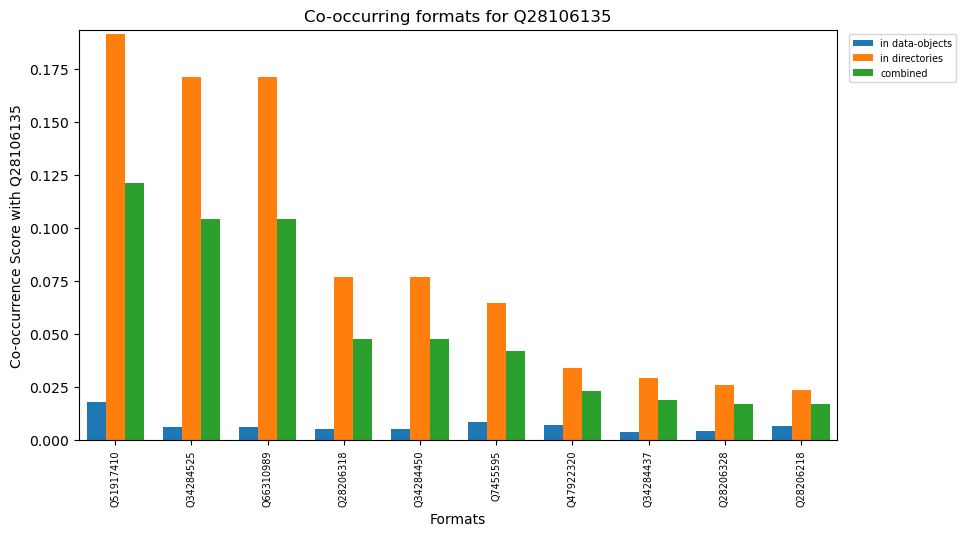 Co-occurring formats for Q28106135
in data-objects
in directories
combined
Co-occurrence Score with Q28106135
0.175
0.150
0.125
0.100
0.075
0.050
0.025
0.000
Q51917410
Q34284525
Q66310989
Q28206318
Q34284450
Q7455595
Q47922320
Q34284437
Q28206328
Q28206218
Formats